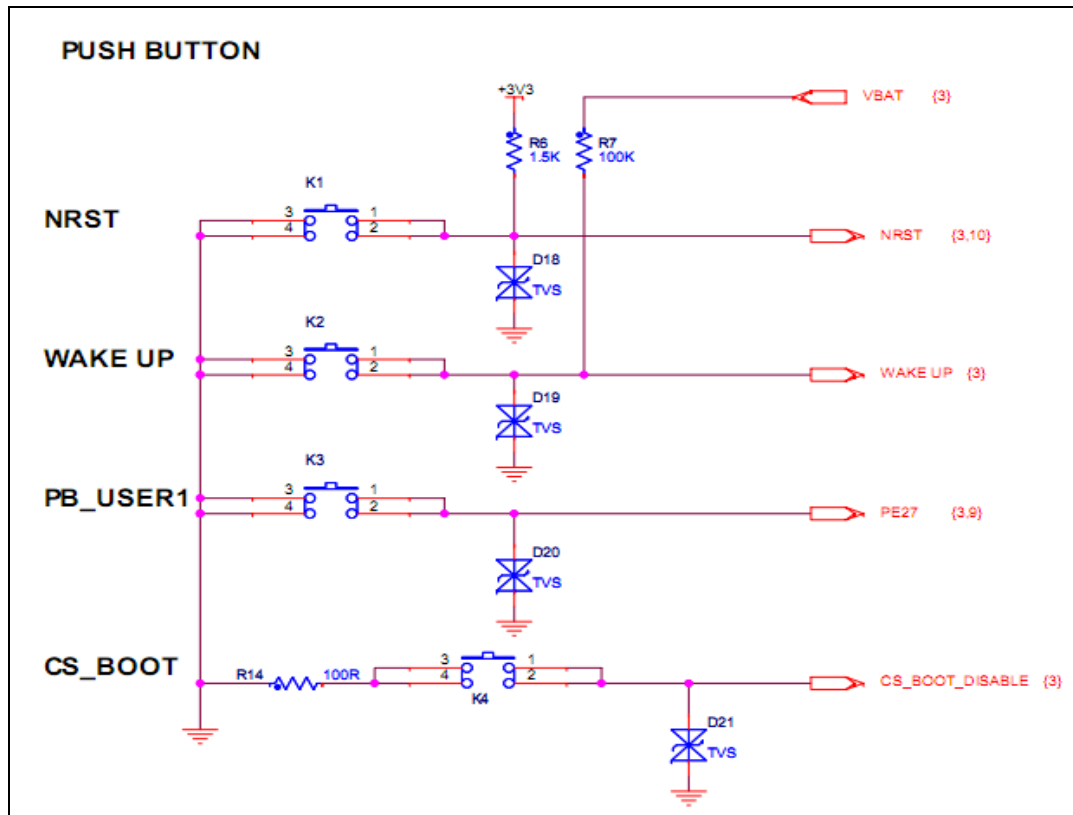 PUSH BUTTON
+3V3
VBAT {3}
R6
1.5K
R7
100K
K1
NRST
3 1
4 2
NRST {3,10}
D18
TVS
K2
WAKE UP
3 1
4 2
WAKE UP {3}
D19
TVS
K3
PB_USER1
3 1
4 2
PE27 {3,9}
D20
TVS
CS_BOOT
R14 100R
3 1
4 2
K4
CS_BOOT_DISABLE {3}
D21
TVS